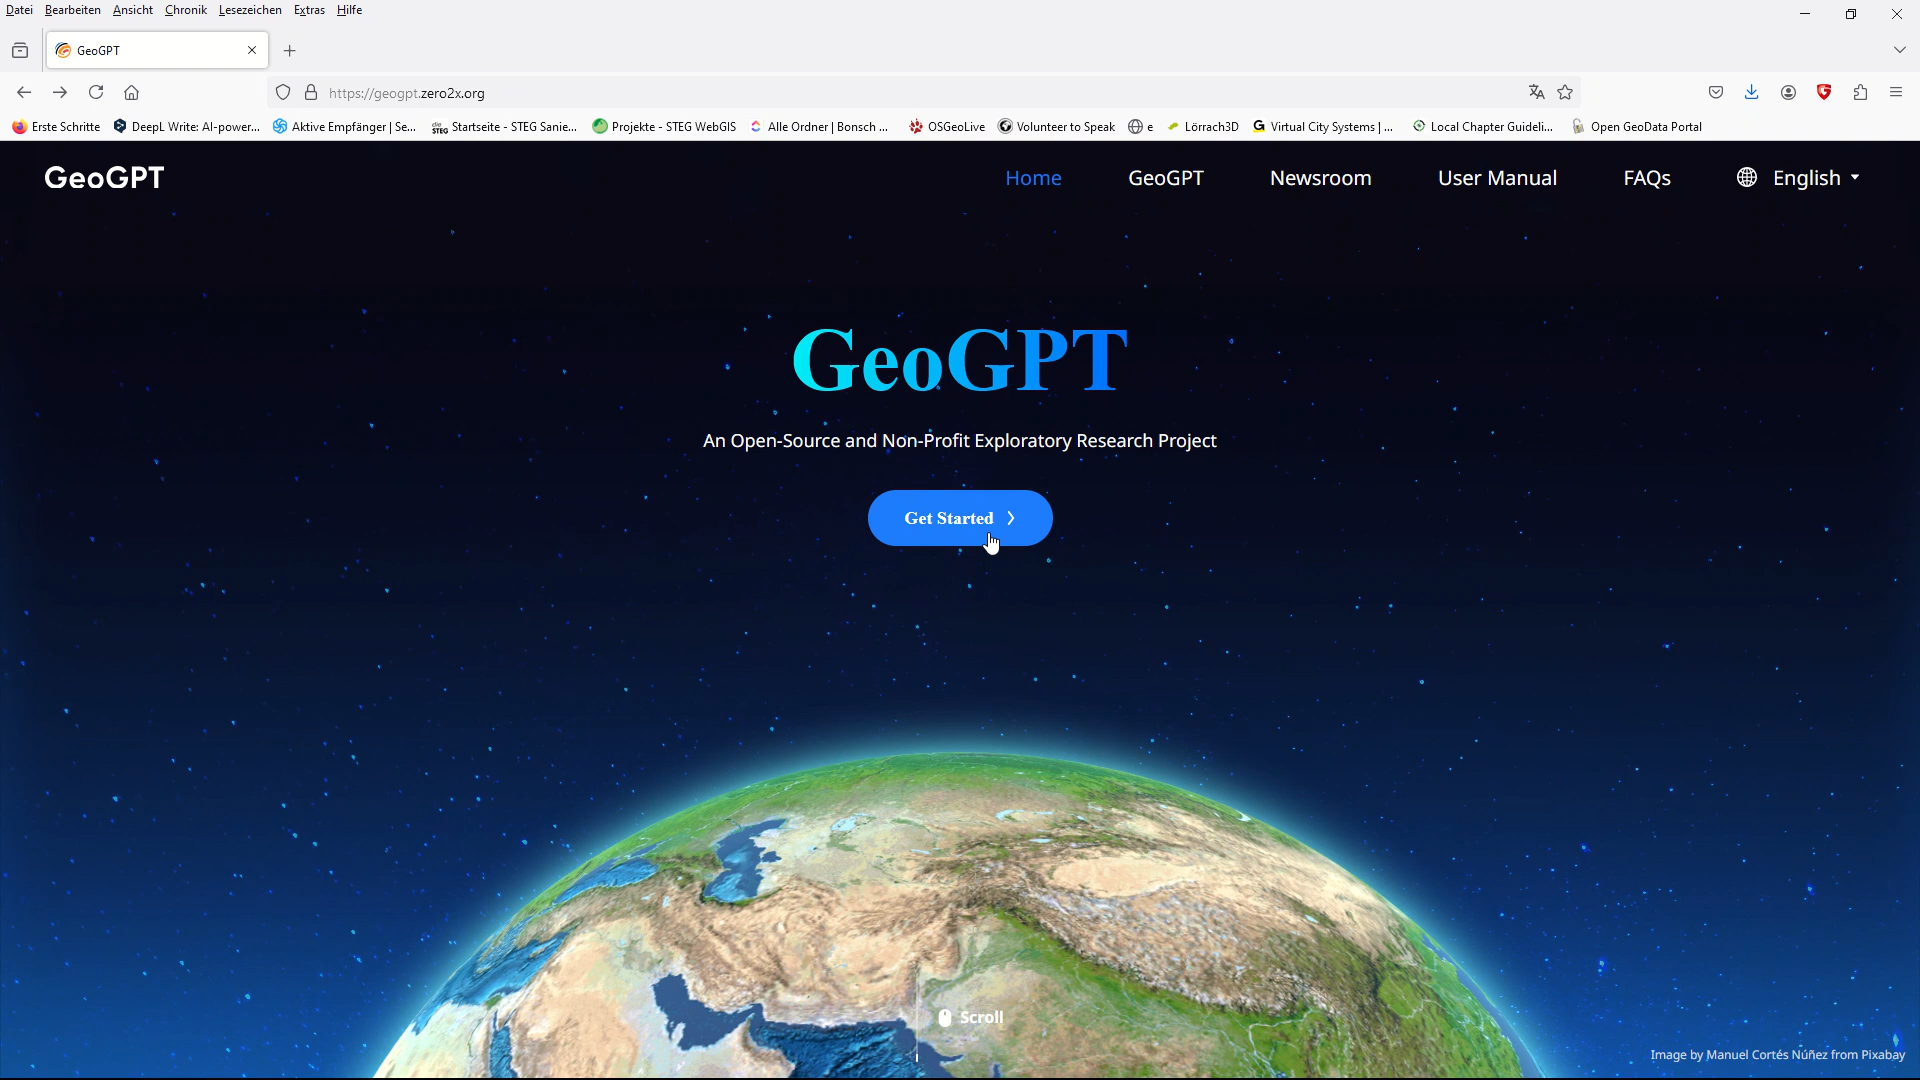 Datei Bearbeiten Ansicht Chronik Lesezeichen Extras Hilfe
GeoGPT
https://geogpt.zero2x.org
Erste Schritte DeepL Write: AI-power... Aktive Empfänger | Se... die STEG Startseite - STEG Sanie... Projekte - STEG WebGIS Alle Ordner | Bonsch ... OSGeoLive Volunteer to Speak e Lörrach3D Virtual City Systems | ... Local Chapter Guideli... Open GeoData Portal
GeoGPT Home GeoGPT Newsroom User Manual FAQs English
GeoGPT
An Open-Source and Non-Profit Exploratory Research Project
Get Started
Scroll
Image by Manuel Cortés Núñez from Pixabay